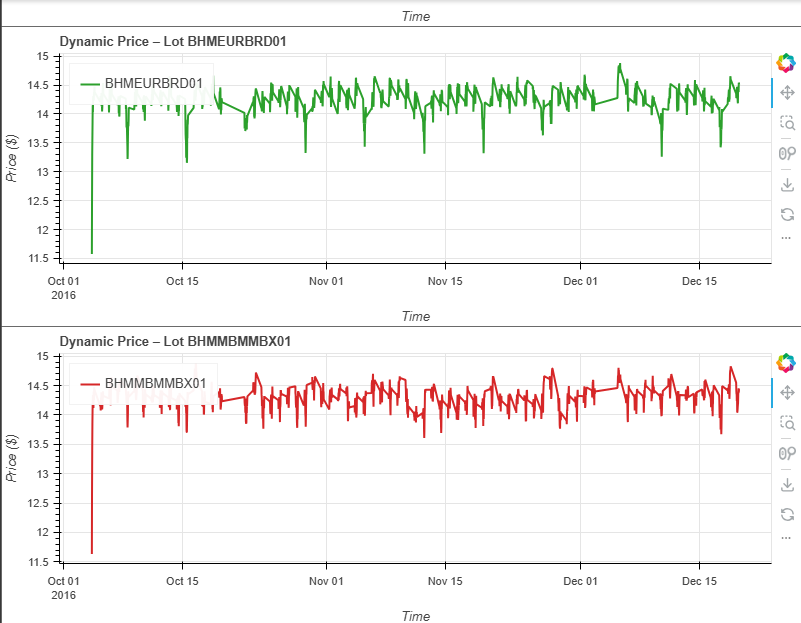 Time
Dynamic Price – Lot BHMEURBRD01
BHMEURBRD01
Price ($)
15
14.5
14
13.5
13
12.5
12
11.5
Oct 01
2016
Oct 15
Nov 01
Nov 15
Dec 01
Dec 15
Time
Dynamic Price – Lot BHMMBMMBX01
BHMMBMMBX01
Price ($)
15
14.5
14
13.5
13
12.5
12
11.5
Oct 01
2016
Oct 15
Nov 01
Nov 15
Dec 01
Dec 15
Time